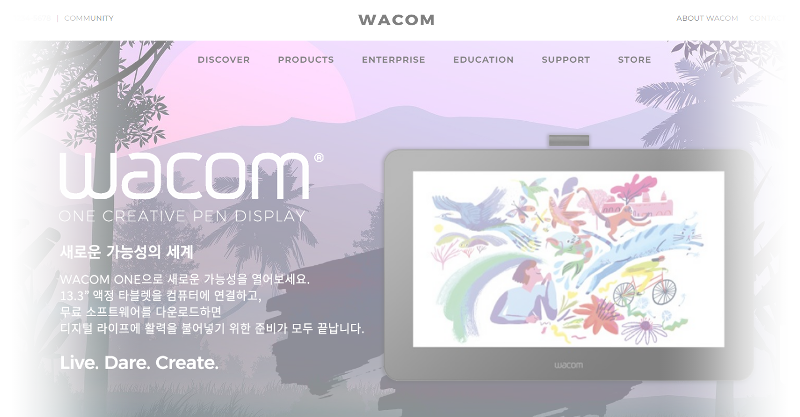 COMMUNITY
WACOM
ABOUT WACOM
DISCOVER PRODUCTS ENTERPRISE EDUCATION SUPPORT STORE
wacom®
ONE CREATIVE PEN DISPLAY
새로운 가능성의 세계
WACOM ONE으로 새로운 가능성을 열어보세요.
13.3” 액정 타블렛을 컴퓨터에 연결하고,
무료 소프트웨어를 다운로드하면
디지털 라이프에 활력을 불어넣기 위한 준비가 모두 끝납니다.
Live. Dare. Create.
wacom